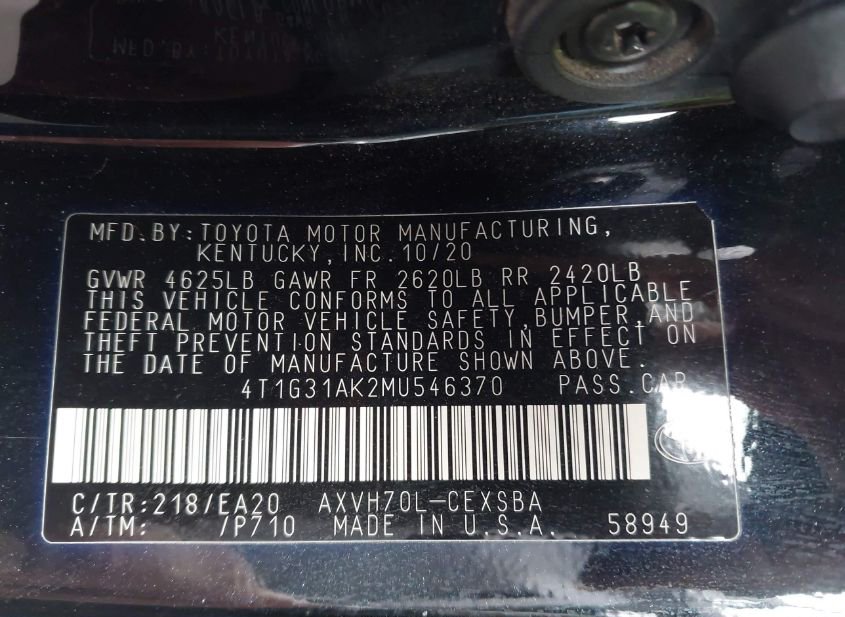 MFD.BY:TOYOTA MOTOR MANUFACTURING,
KENTUCKY,INC.10/20
GVWR 4625LB GAWR FR 2620LB RR 2420LB
THIS VEHICLE CONFORMS TO ALL APPLICABLE
FEDERAL MOTOR VEHICLE SAFETY,BUMPER,AND
THEFT PREVENTION STANDARDS IN EFFECT ON
THE DATE OF MANUFACTURE SHOWN ABOVE.
4T1G31AK2MU546370 PASS.CAR
C/TR:218/EA20 AXVH70L-CEXSBA
A/TM: /P710 MADE IN U.S.A. 58949